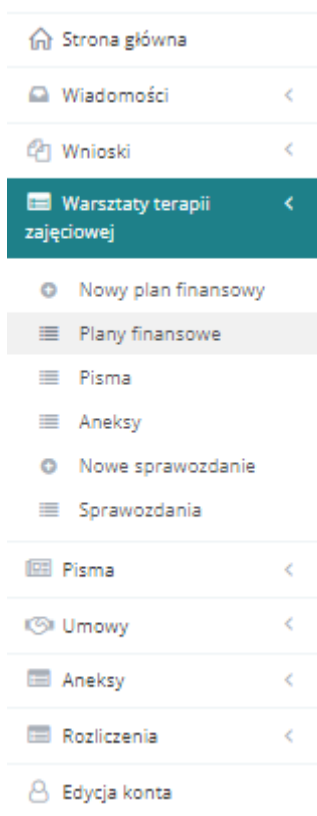 Strona główna
Wiadomości
Wnioski
Warsztaty terapii
zajęciowej
Nowy plan finansowy
Plany finansowe
Pisma
Aneksy
Nowe sprawozdanie
Sprawozdania
Pisma
Umowy
Aneksy
Rozliczenia
Edycja konta